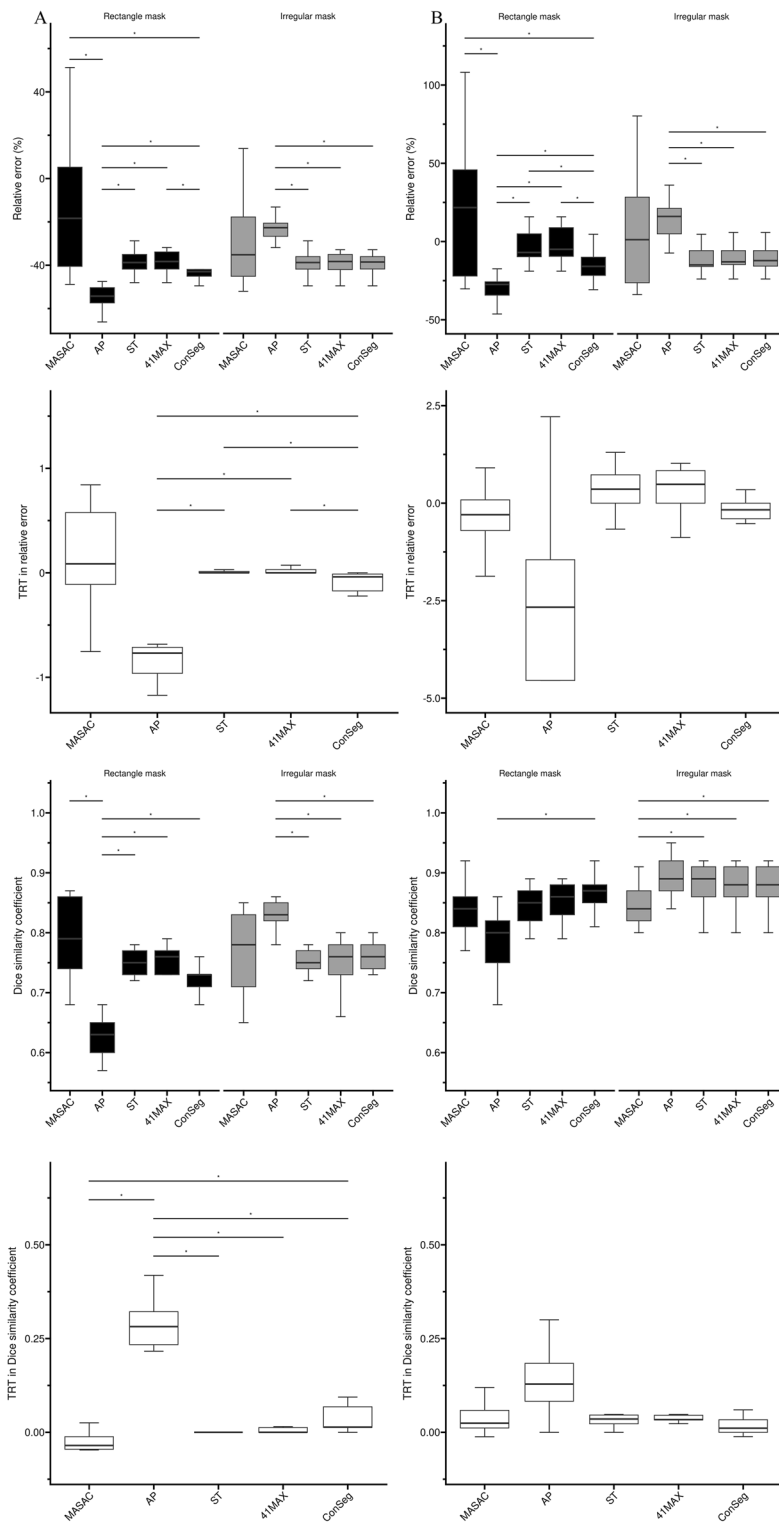 A
Rectangle mask
Irregular mask
Relative error (%)
40
0
-40
*
*
*
*
*
*
*
*
*
*
MASAC
AP
ST
41MAX
ConSeg
MASAC
AP
ST
41MAX
ConSeg
B
Rectangle mask
Irregular mask
Relative error (%)
100
50
0
-25
-50
*
*
*
*
*
*
*
*
*
*
*
MASAC
AP
ST
41MAX
ConSeg
MASAC
AP
ST
41MAX
ConSeg
TRT in relative error
1
0
-1
*
*
*
*
*
MASAC
AP
ST
41MAX
ConSeg
TRT in relative error
2.5
0.0
-2.5
-5.0
MASAC
AP
ST
41MAX
ConSeg
Rectangle mask
Irregular mask
Dice similarity coefficient
1.0
0.9
0.8
0.7
0.6
*
*
*
*
*
*
*
MASAC
AP
ST
41MAX
ConSeg
MASAC
AP
ST
41MAX
ConSeg
Rectangle mask
Irregular mask
Dice similarity coefficient
1.0
0.9
0.8
0.7
0.6
*
*
*
*
MASAC
AP
ST
41MAX
ConSeg
MASAC
AP
ST
41MAX
ConSeg
TRT in Dice similarity coefficient
0.50
0.25
0.00
*
*
*
*
*
MASAC
AP
ST
41MAX
ConSeg
TRT in Dice similarity coefficient
0.50
0.25
0.00
MASAC
AP
ST
41MAX
ConSeg